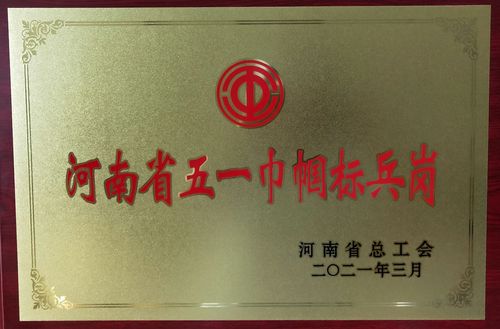 河南省五一巾帼标兵岗
河南省总工会
二〇二一年三月